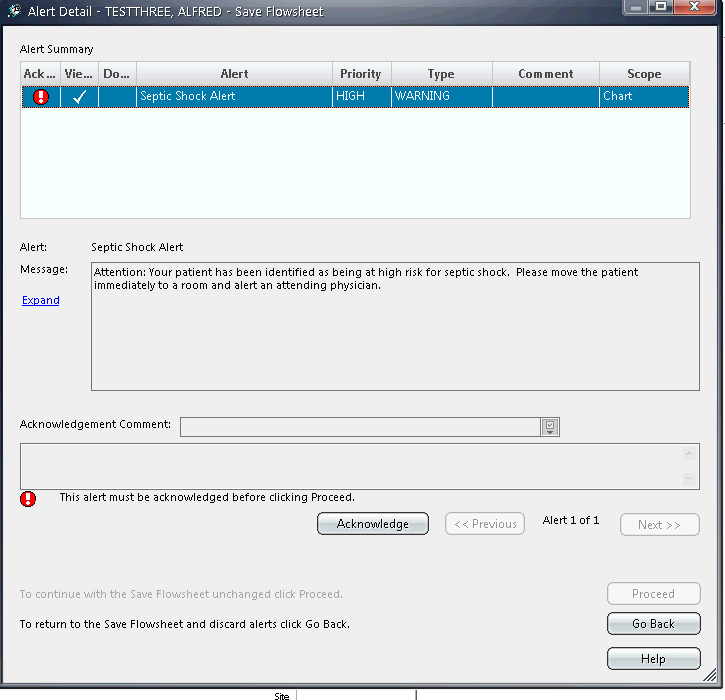 Alert Detail - TESTTHREE, ALFRED - Save Flowsheet
Alert Summary
Ack... Vie... Do... Alert Priority Type Comment Scope
Septic Shock Alert HIGH WARNING Chart
Alert: Septic Shock Alert
Message: Attention: Your patient has been identified as being at high risk for septic shock. Please move the patient
immediately to a room and alert an attending physician.
Expand
Acknowledgement Comment:
This alert must be acknowledged before clicking Proceed.
Acknowledge << Previous Alert 1 of 1 Next >>
To continue with the Save Flowsheet unchanged click Proceed. Proceed
To return to the Save Flowsheet and discard alerts click Go Back. Go Back
Help
Site